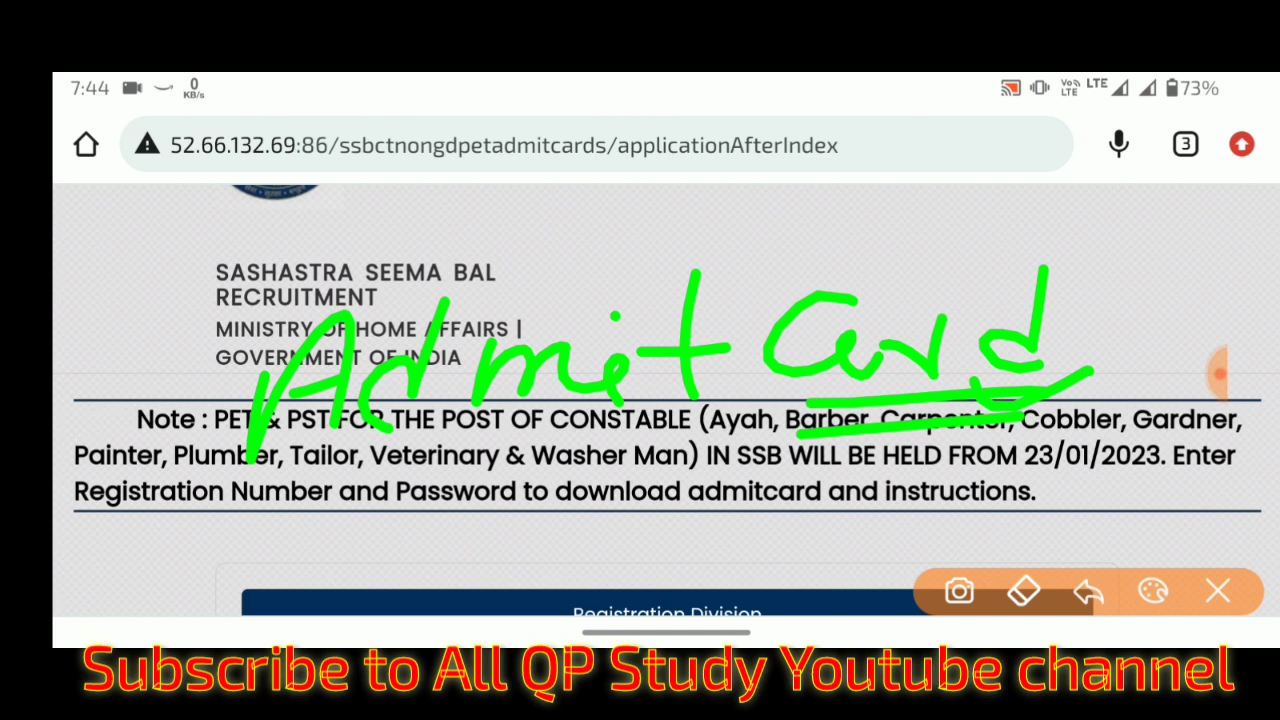 7:44 0 KB/s Vo)) LTE LTE 73%
52.66.132.69:86/ssbctnongdpetadmitcards/applicationAfterIndex 3
SASHASTRA SEEMA BAL
RECRUITMENT
MINISTRY OF HOME AFFAIRS |
GOVERNMENT OF INDIA
Admit Card
Note : PET & PST FOR THE POST OF CONSTABLE (Ayah, Barber, Carpenter, Cobbler, Gardner,
Painter, Plumber, Tailor, Veterinary & Washer Man) IN SSB WILL BE HELD FROM 23/01/2023. Enter
Registration Number and Password to download admitcard and instructions.
Registration Division
Subscribe to All QP Study Youtube channel